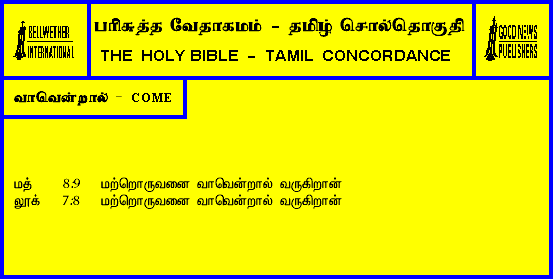 BELLWETHER
INTERNATIONAL
பரிசுத்த வேதாகமம் - தமிழ் சொல்தொகுதி
THE HOLY BIBLE - TAMIL CONCORDANCE
GOOD NEWS
PUBLISHERS
வாவென்றால் - COME
மத் 8:9 மற்றொருவனை வாவென்றால் வருகிறான்
லூக் 7:8 மற்றொருவனை வாவென்றால் வருகிறான்